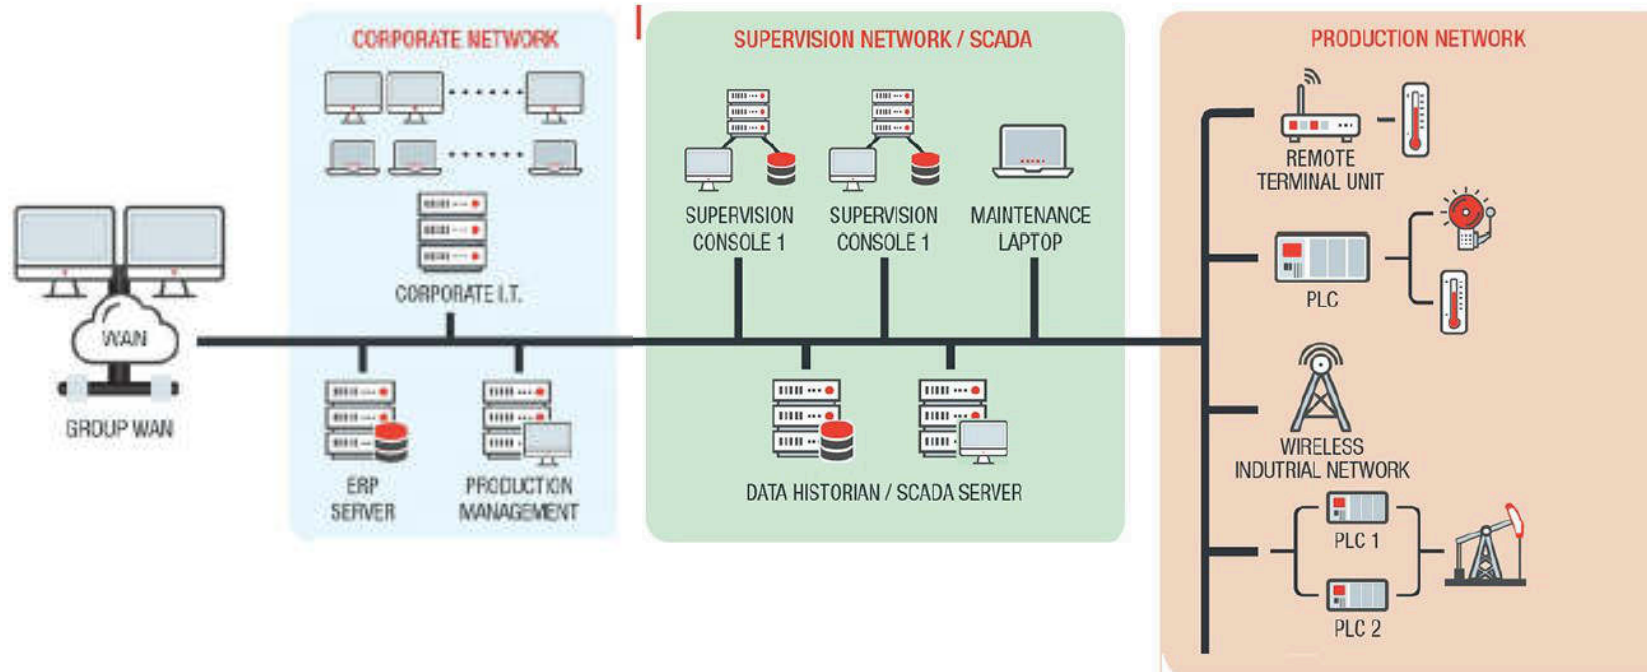 CORPORATE NETWORK
CORPORATE I.T.
WAN
GROUP WAN
ERP
SERVER
PRODUCTION
MANAGEMENT
SUPERVISION NETWORK / SCADA
SUPERVISION
CONSOLE 1
SUPERVISION
CONSOLE 1
MAINTENANCE
LAPTOP
DATA HISTORIAN / SCADA SERVER
PRODUCTION NETWORK
REMOTE
TERMINAL UNIT
PLC
WIRELESS
INDUTRIAL NETWORK
PLC 1
PLC 2